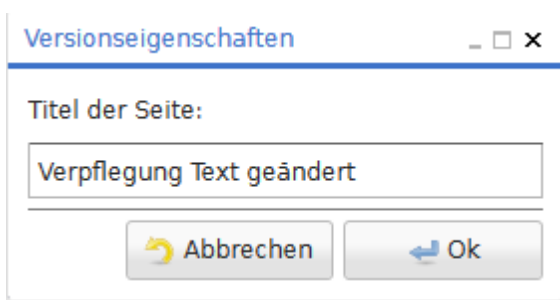 Versionseigenschaften
Titel der Seite:
Verpflegung Text geändert
Abbrechen
Ok